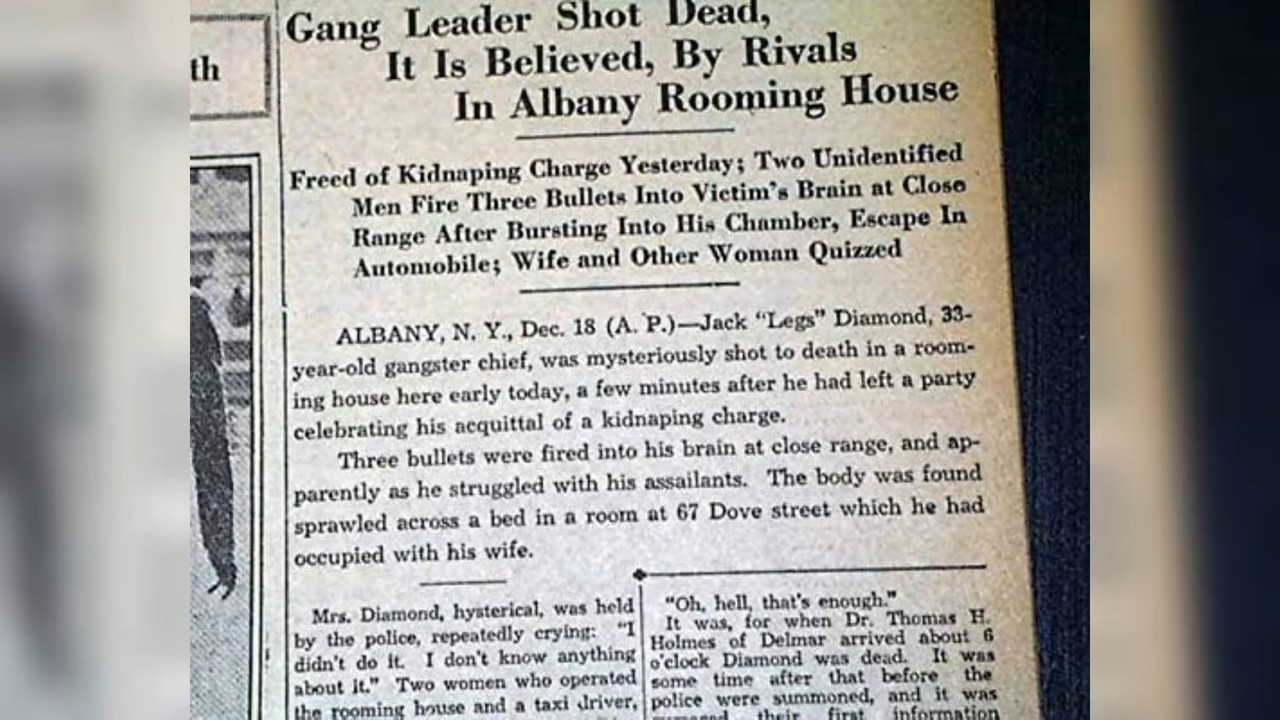 th
Gang Leader Shot Dead,
It Is Believed, By Rivals
In Albany Rooming House
Freed of Kidnaping Charge Yesterday; Two Unidentified
Men Fire Three Bullets Into Victim's Brain at Close
Range After Bursting Into His Chamber, Escape In
Automobile; Wife and Other Woman Quizzed
ALBANY, N. Y., Dec. 18 (A. P.)—Jack "Legs" Diamond, 33-
year-old gangster chief, was mysteriously shot to death in a room-
ing house here early today, a few minutes after he had left a party
celebrating his acquittal of a kidnaping charge.
Three bullets were fired into his brain at close range, and ap-
parently as he struggled with his assailants. The body was found
sprawled across a bed in a room at 67 Dove street which he had
occupied with his wife.
Mrs. Diamond, hysterical, was held
by the police, repeatedly crying: "I
didn't do it. I don't know anything
about it." Two women who operated
the rooming house and a taxi driver,
"Oh, hell, that's enough."
It was, for when Dr. Thomas H.
Holmes of Delmar arrived about 6
o'clock Diamond was dead. It was
some time after that before the
police were summoned, and it was
their first information